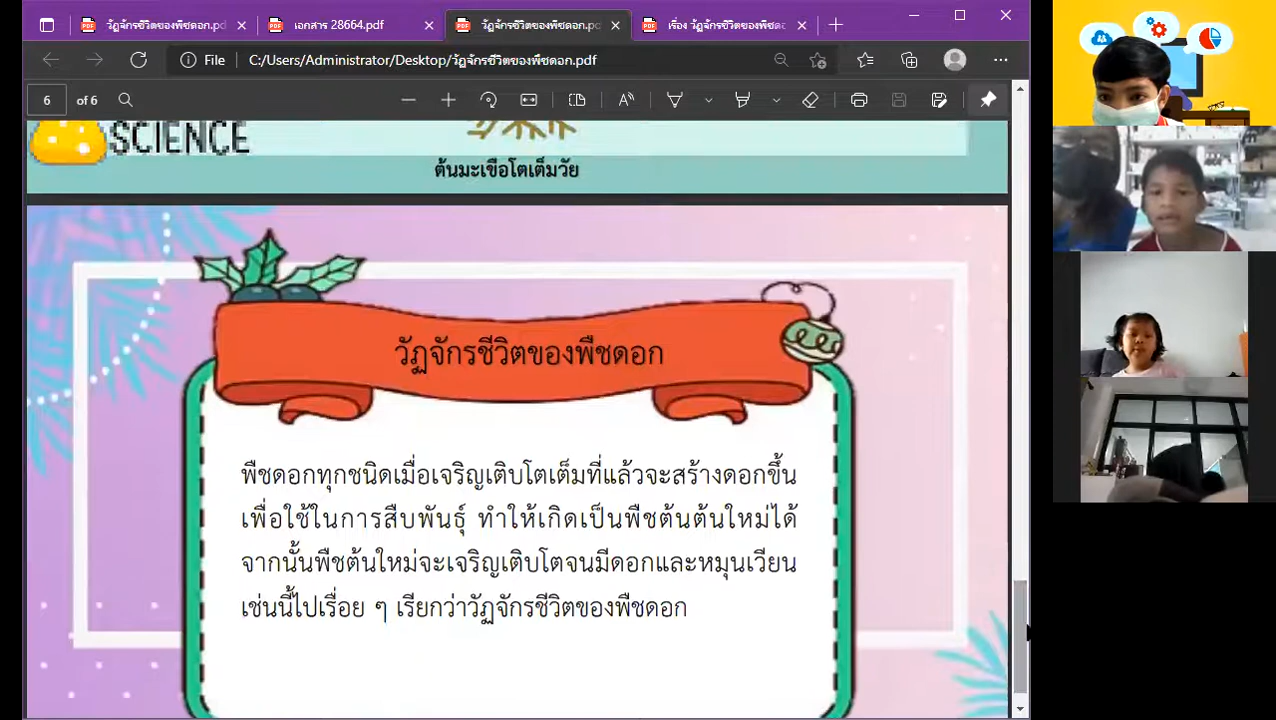 วัฏจักรชีวิตของพืชดอก.pd
เอกสาร 28664.pdf
วัฏจักรชีวิตของพืชดอก.pd
เรื่อง วัฏจักรชีวิตของพืชด
File
C:/Users/Administrator/Desktop/วัฏจักรชีวิตของพืชดอก.pdf
6 of 6
SCIENCE
ต้นมะเขือโตเต็มวัย
วัฏจักรชีวิตของพืชดอก
พืชดอกทุกชนิดเมื่อเจริญเติบโตเต็มที่แล้วจะสร้างดอกขึ้น
เพื่อใช้ในการสืบพันธุ์ ทำให้เกิดเป็นพืชต้นต้นใหม่ได้
จากนั้นพืชต้นใหม่จะเจริญเติบโตจนมีดอกและหมุนเวียน
เช่นนี้ไปเรื่อย ๆ เรียกว่าวัฏจักรชีวิตของพืชดอก